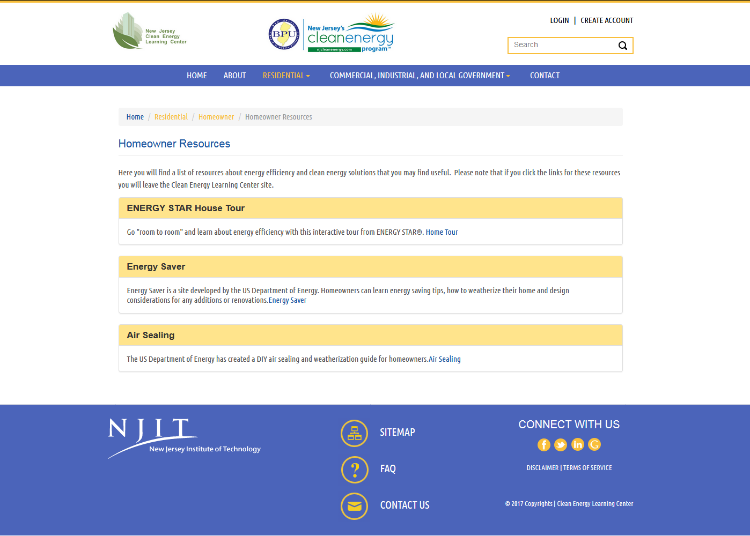 New Jersey
Clean Energy
Learning Center
BPU
New Jersey's
cleanenergy
njcleanenergy.com
program™
LOGIN | CREATE ACCOUNT
Search
HOME ABOUT RESIDENTIAL COMMERCIAL, INDUSTRIAL, AND LOCAL GOVERNMENT CONTACT
Home / Residential / Homeowner / Homeowner Resources
Homeowner Resources
Here you will find a list of resources about energy efficiency and clean energy solutions that you may find useful. Please note that if you click the links for these resources
you will leave the Clean Energy Learning Center site.
ENERGY STAR House Tour
Go "room to room" and learn about energy efficiency with this interactive tour from ENERGY STAR®. Home Tour
Energy Saver
Energy Saver is a site developed by the US Department of Energy. Homeowners can learn energy saving tips, how to weatherize their home and design
considerations for any additions or renovations.Energy Saver
Air Sealing
The US Department of Energy has created a DIY air sealing and weatherization guide for homeowners.Air Sealing
NJIT
New Jersey Institute of Technology
SITEMAP
FAQ
CONTACT US
CONNECT WITH US
DISCLAIMER | TERMS OF SERVICE
© 2017 Copyrights | Clean Energy Learning Center